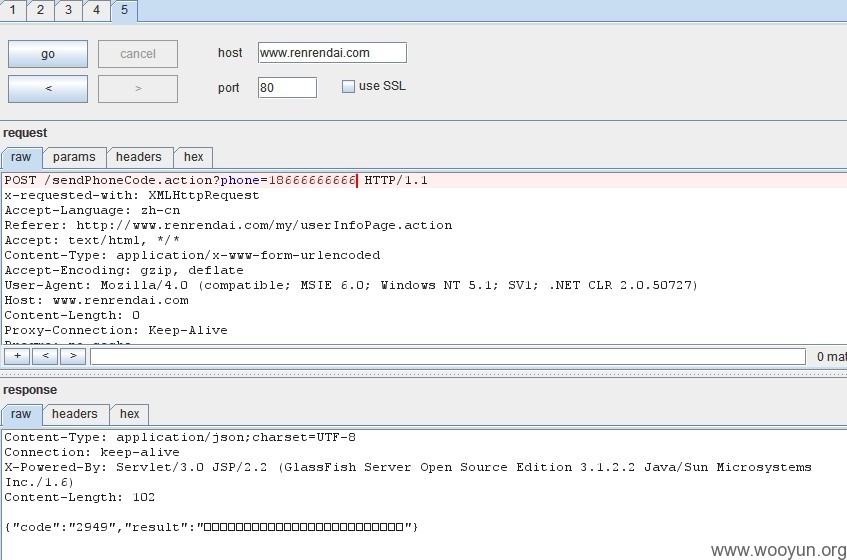 1 2 3 4 5
go cancel host www.renrendai.com
< > port 80 use SSL
request
raw params headers hex
POST /sendPhoneCode.action?phone=18666666666 HTTP/1.1
x-requested-with: XMLHttpRequest
Accept-Language: zh-cn
Referer: http://www.renrendai.com/my/userInfoPage.action
Accept: text/html, */*
Content-Type: application/x-www-form-urlencoded
Accept-Encoding: gzip, deflate
User-Agent: Mozilla/4.0 (compatible; MSIE 6.0; Windows NT 5.1; SV1; .NET CLR 2.0.50727)
Host: www.renrendai.com
Content-Length: 0
Proxy-Connection: Keep-Alive
+ < > 0 mat
response
raw headers hex
Content-Type: application/json;charset=UTF-8
Connection: keep-alive
X-Powered-By: Servlet/3.0 JSP/2.2 (GlassFish Server Open Source Edition 3.1.2.2 Java/Sun Microsystems
Inc./1.6)
Content-Length: 102
{"code":"2949","result":"□□□□□□□□□□□□□□□□□□□□□□□□□"}
www.wooyun.org